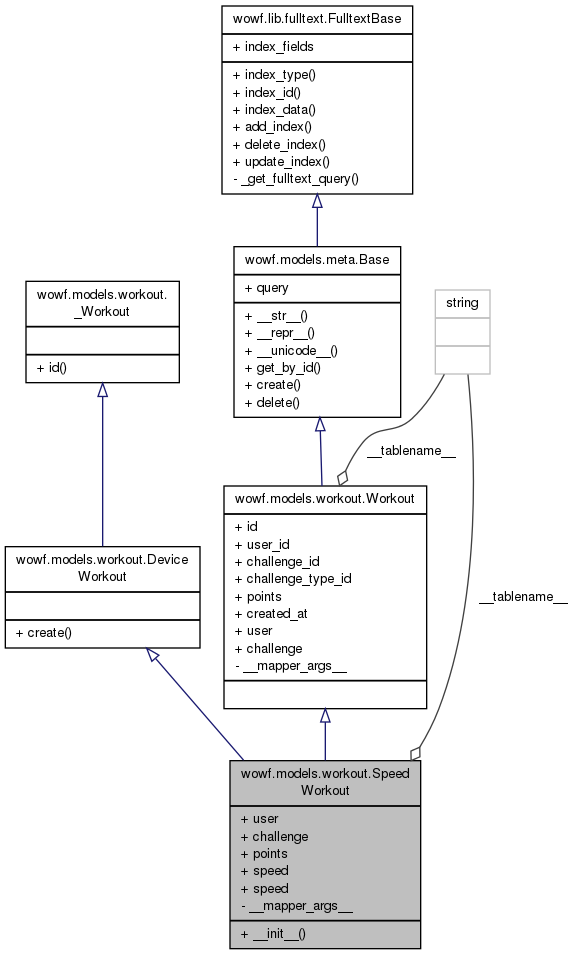 wowf.lib.fulltext.FulltextBase
+ index_fields
+ index_type()
+ index_id()
+ index_data()
+ add_index()
+ delete_index()
+ update_index()
- _get_fulltext_query()
wowf.models.meta.Base
+ query
+ __str__()
+ __repr__()
+ __unicode__()
+ get_by_id()
+ create()
+ delete()
wowf.models.workout.
_Workout
+ id()
string
__tablename__
wowf.models.workout.Workout
+ id
+ user_id
+ challenge_id
+ challenge_type_id
+ points
+ created_at
+ user
+ challenge
- __mapper_args__
wowf.models.workout.Device
Workout
+ create()
__tablename__
wowf.models.workout.Speed
Workout
+ user
+ challenge
+ points
+ speed
+ speed
- __mapper_args__
+ __init__()